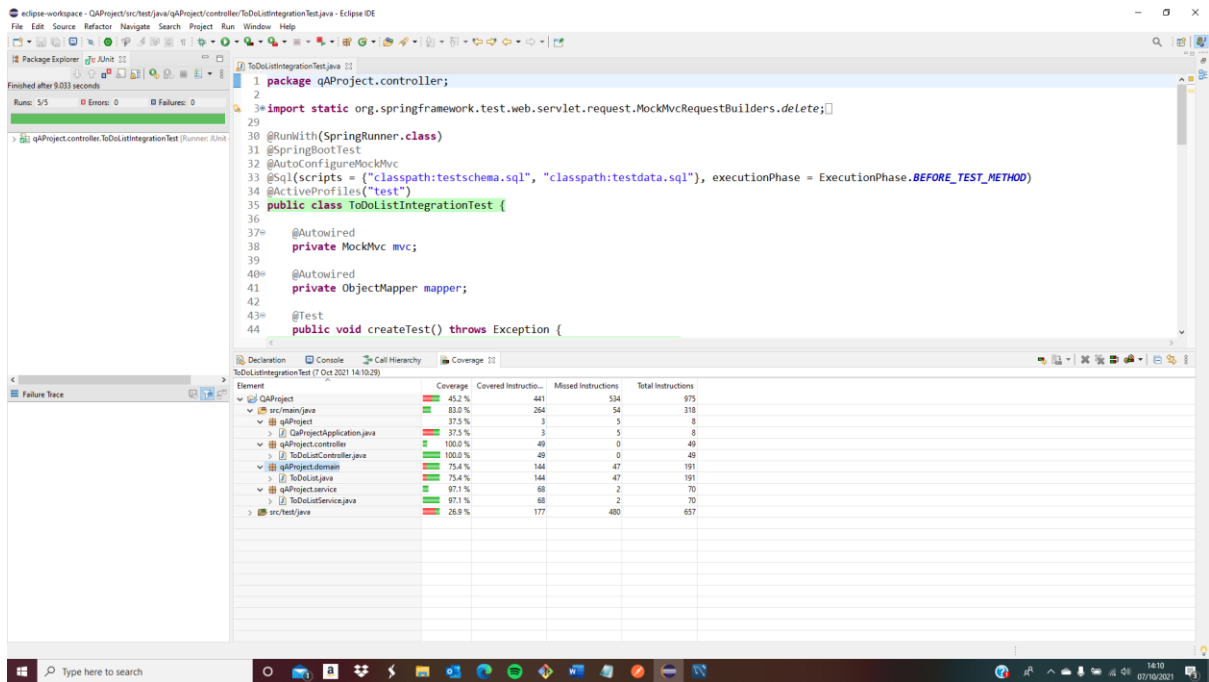 eclipse-workspace - QAProject/src/test/java/qAProject/controller/ToDoListIntegrationTest.java - Eclipse IDE
File Edit Source Refactor Navigate Search Project Run Window Help
Package Explorer JUnit
Finished after 9.033 seconds
Runs: 5/5 Errors: 0 Failures: 0
qAProject.controller.ToDoListIntegrationTest [Runner: JUnit
Failure Trace
ToDoListIntegrationTest.java
1 package qAProject.controller;
2
3 import static org.springframework.test.web.servlet.request.MockMvcRequestBuilders.delete;
29
30 @RunWith(SpringRunner.class)
31 @SpringBootTest
32 @AutoConfigureMockMvc
33 @Sql(scripts = {"classpath:testschema.sql", "classpath:testdata.sql"}, executionPhase = ExecutionPhase.BEFORE_TEST_METHOD)
34 @ActiveProfiles("test")
35 public class ToDoListIntegrationTest {
36
37 @Autowired
38 private MockMvc mvc;
39
40 @Autowired
41 private ObjectMapper mapper;
42
43 @Test
44 public void createTest() throws Exception {
Declaration Console Call Hierarchy Coverage
ToDoListIntegrationTest (7 Oct 2021 14:10:29)
Element Coverage Covered Instructio... Missed Instructions Total Instructions
QAProject 45.2 % 441 534 975
src/main/java 83.0 % 264 54 318
qAProject 37.5 % 3 5 8
QaProjectApplication.java 37.5 % 3 5 8
qAProject.controller 100.0 % 49 0 49
ToDoListController.java 100.0 % 49 0 49
qAProject.domain 75.4 % 144 47 191
ToDoList.java 75.4 % 144 47 191
qAProject.service 97.1 % 68 2 70
ToDoListService.java 97.1 % 68 2 70
src/test/java 26.9 % 177 480 657
Type here to search
14:10
07/10/2021